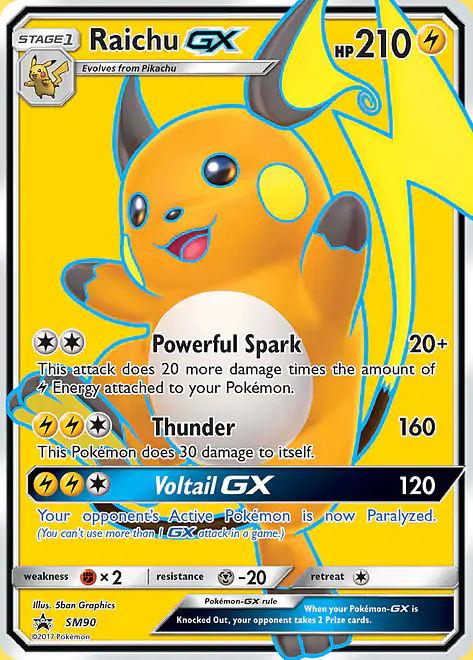 STAGE 1 Raichu GX HP 210
Evolves from Pikachu
Powerful Spark 20+
This attack does 20 more damage times the amount of
Energy attached to your Pokémon.
Thunder 160
This Pokémon does 30 damage to itself.
Voltail GX 120
Your opponent's Active Pokémon is now Paralyzed.
(You can't use more than 1 GX attack in a game.)
weakness × 2 resistance -20 retreat
Illus. 5ban Graphics
SM90
©2017 Pokémon
Pokémon-GX rule
When your Pokémon-GX is
Knocked Out, your opponent takes 2 Prize cards.